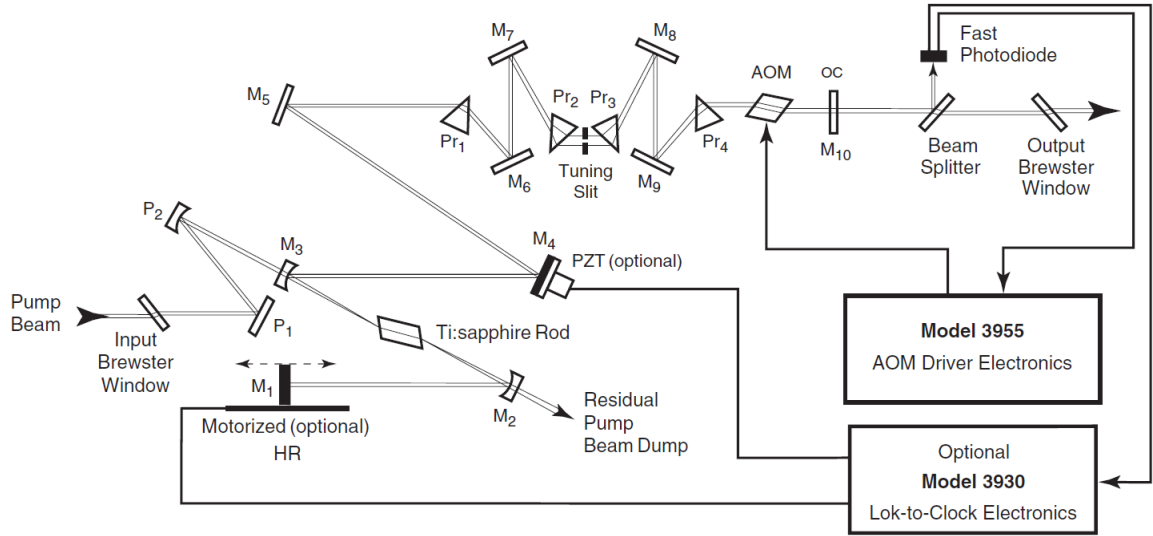 M7
M8
Fast
Photodiode
M5
Pr2
Pr3
AOM
OC
Pr1
Pr4
M6
Tuning
Slit
M9
M10
Beam
Splitter
Output
Brewster
Window
P2
M3
M4
PZT (optional)
Pump
Beam
P1
Input
Brewster
Window
Ti:sapphire Rod
Model 3955
AOM Driver Electronics
M1
M2
Residual
Pump
Beam Dump
Motorized (optional)
HR
Optional
Model 3930
Lok-to-Clock Electronics